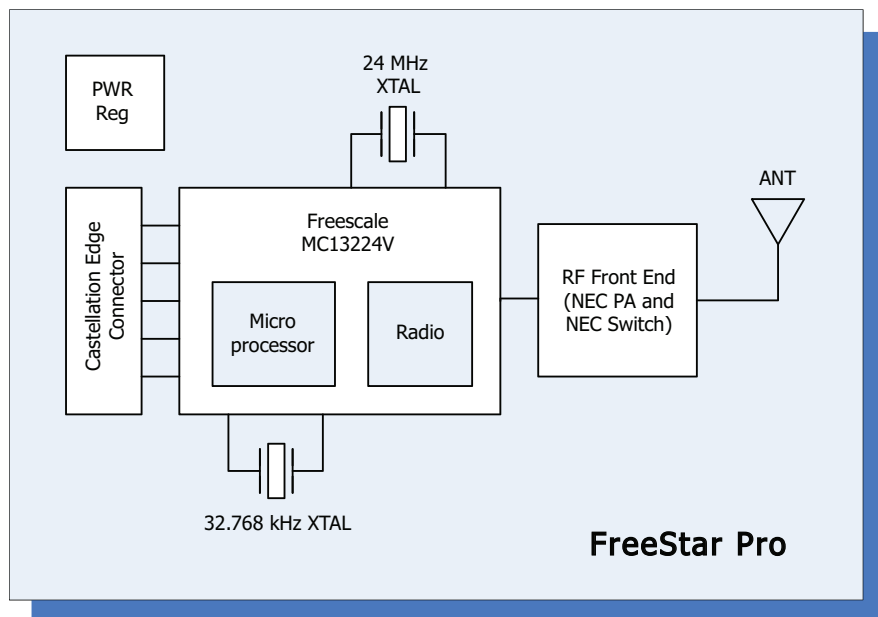 24 MHz
XTAL
PWR
Reg
ANT
Castellation Edge
Connector
Freescale
MC13224V
Micro
processor
Radio
RF Front End
(NEC PA and
NEC Switch)
32.768 kHz XTAL
FreeStar Pro